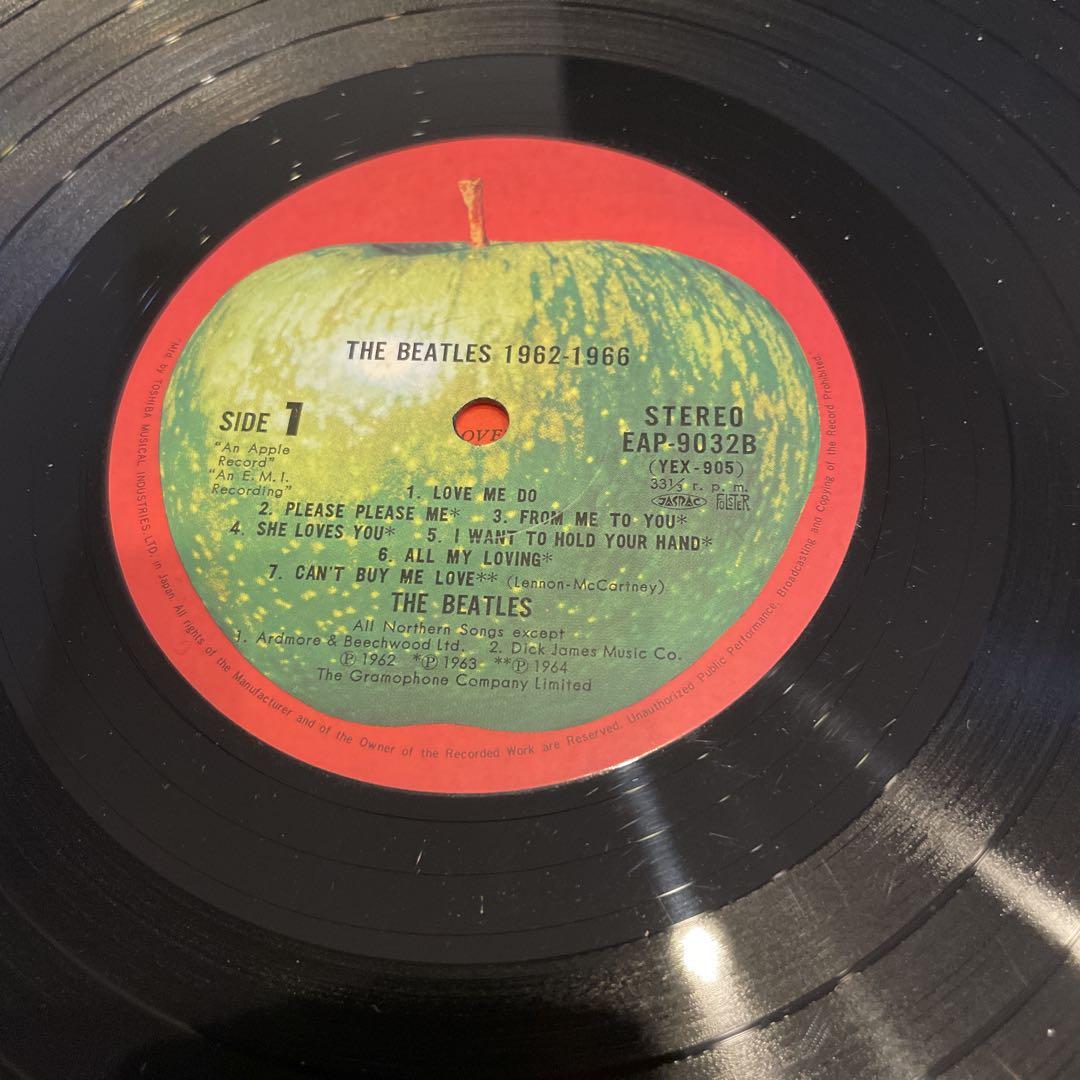 THE BEATLES 1962-1966
SIDE 1
"An Apple
Record"
"An E.M.I.
Recording"
STEREO
EAP-9032B
(YEX-905)
33⅓ r. p. m.
JASRAC POLSTER
OVE
1. LOVE ME DO
2. PLEASE PLEASE ME* 3. FROM ME TO YOU*
4. SHE LOVES YOU* 5. I WANT TO HOLD YOUR HAND*
6. ALL MY LOVING*
7. CAN'T BUY ME LOVE** (Lennon-McCartney)
THE BEATLES
All Northern Songs except
1. Ardmore & Beechwood Ltd. 2. Dick James Music Co.
Ⓟ 1962 *Ⓟ 1963 **Ⓟ 1964
The Gramophone Company Limited
"Mfd. by TOSHIBA MUSICAL INDUSTRIES. LTD. in Japan. All rights of the Manufacturer and of the Owner of the Recorded Work are Reserved. Unauthorized Public Performance. Broadcasting and Copying of the Record Prohibited."